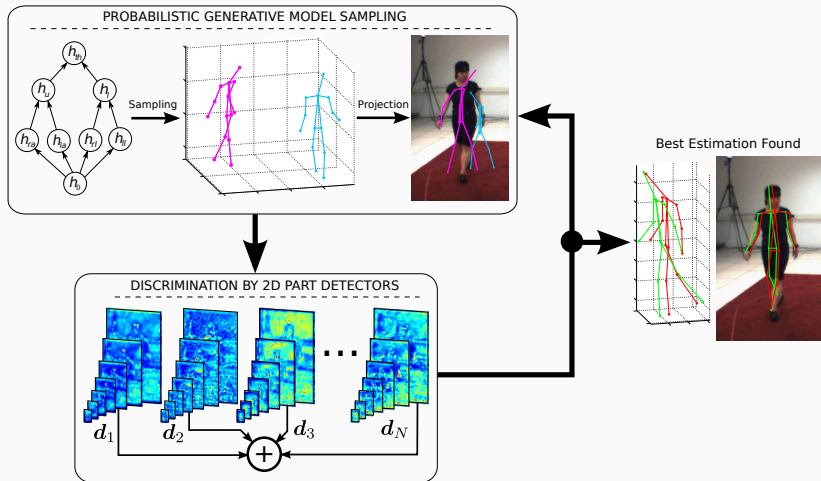 PROBABILISTIC GENERATIVE MODEL SAMPLING
h_th
h_u
h_l
h_ra
h_la
h_rl
h_ll
h_0
Sampling
Projection
Best Estimation Found
DISCRIMINATION BY 2D PART DETECTORS
...
d_1
d_2
d_3
d_N
+